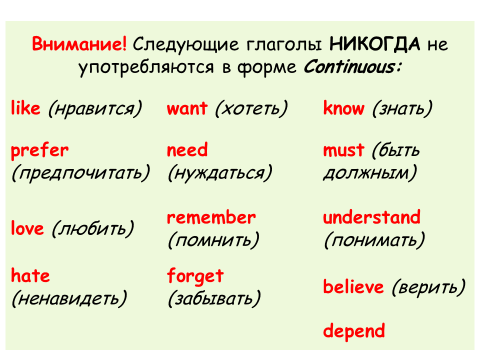 Внимание! Следующие глаголы НИКОГДА не
употребляются в форме Continuous:
like (нравится) want (хотеть) know (знать)
prefer need must (быть
(предпочитать) (нуждаться) должным)
love (любить) remember understand
(помнить) (понимать)
hate forget believe (верить)
(ненавидеть) (забывать)
depend